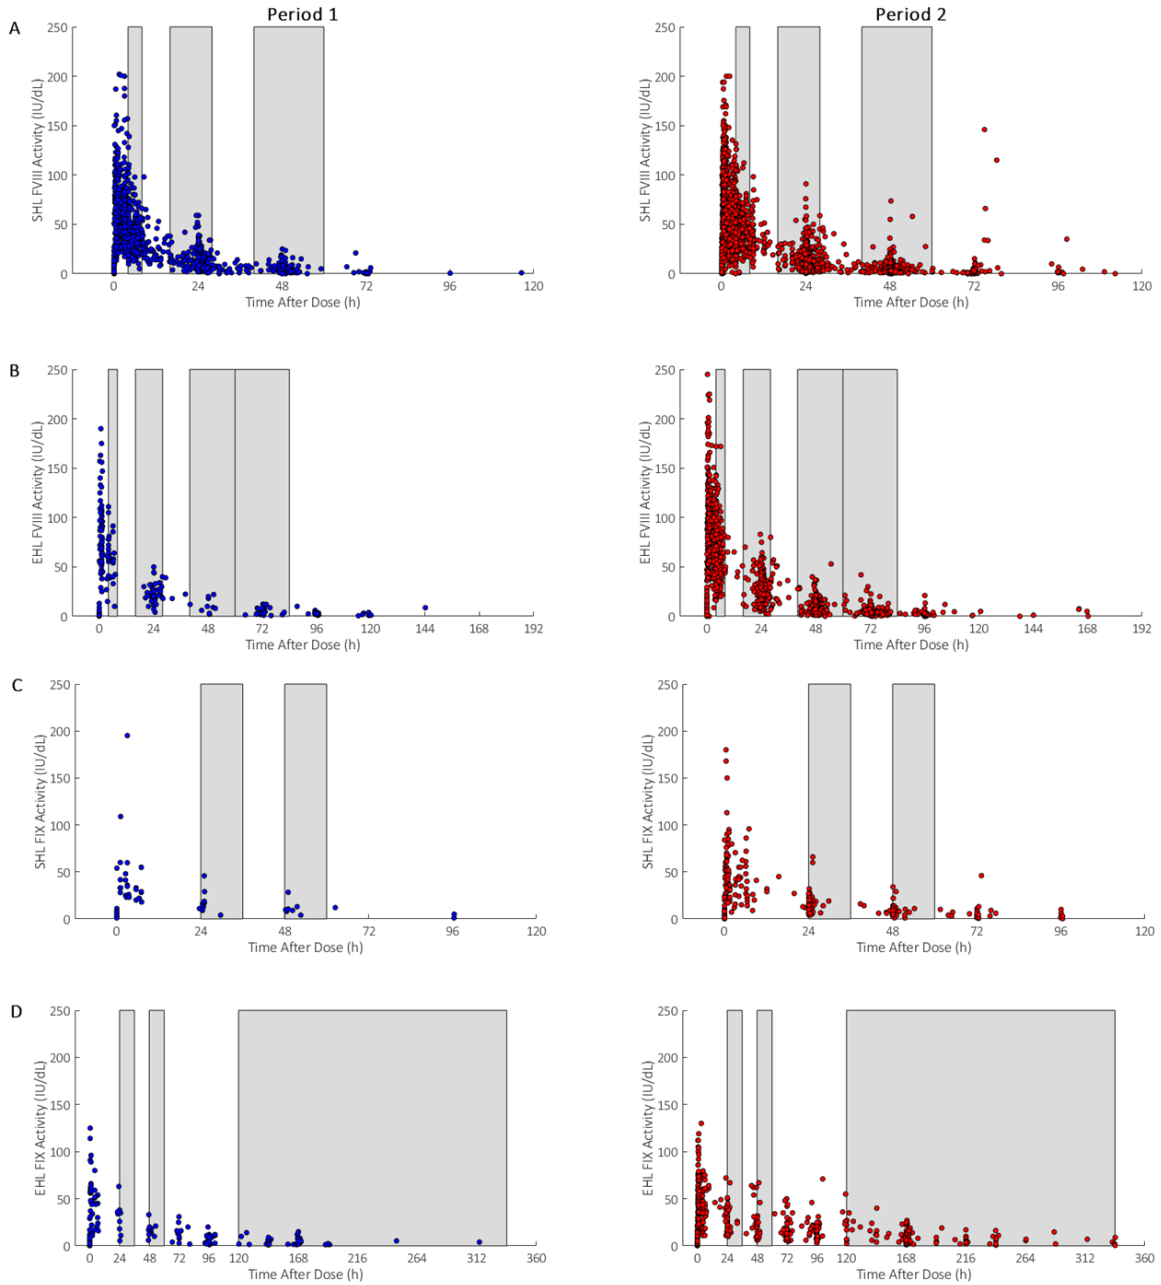 Period 1
Period 2
A
250
200
150
100
50
0
SHL FVIII Activity (IU/dL)
0 24 48 72 96 120
Time After Dose (h)
250
200
150
100
50
0
SHL FVIII Activity (IU/dL)
0 24 48 72 96 120
Time After Dose (h)
B
250
200
150
100
50
0
EHL FVIII Activity (IU/dL)
0 24 48 72 96 120 144 168 192
Time After Dose (h)
250
200
150
100
50
0
EHL FVIII Activity (IU/dL)
0 24 48 72 96 120 144 168 192
Time After Dose (h)
C
250
200
150
100
50
0
SHL FIX Activity (IU/dL)
0 24 48 72 96 120
Time After Dose (h)
250
200
150
100
50
0
SHL FIX Activity (IU/dL)
0 24 48 72 96 120
Time After Dose (h)
D
250
200
150
100
50
0
EHL FIX Activity (IU/dL)
0 24 48 72 96 120 168 216 264 312 360
Time After Dose (h)
250
200
150
100
50
0
EHL FIX Activity (IU/dL)
0 24 48 72 96 120 168 216 264 312 360
Time After Dose (h)